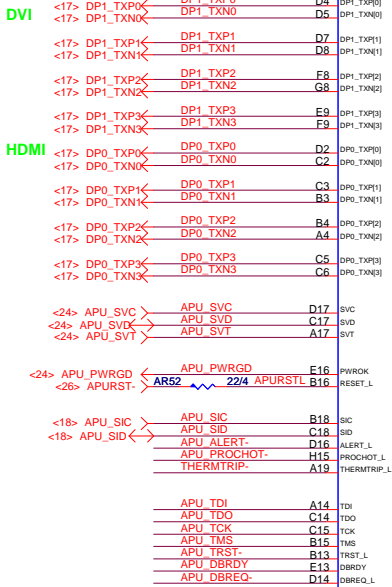 DVI <17> DP1_TXP0 DP1_TXP0 D4 DP1_TXP[0]
<17> DP1_TXN0 DP1_TXN0 D5 DP1_TXN[0]
<17> DP1_TXP1 DP1_TXP1 D7 DP1_TXP[1]
<17> DP1_TXN1 DP1_TXN1 D8 DP1_TXN[1]
<17> DP1_TXP2 DP1_TXP2 F8 DP1_TXP[2]
<17> DP1_TXN2 DP1_TXN2 G8 DP1_TXN[2]
<17> DP1_TXP3 DP1_TXP3 E9 DP1_TXP[3]
<17> DP1_TXN3 DP1_TXN3 F9 DP1_TXN[3]
HDMI <17> DP0_TXP0 DP0_TXP0 D2 DP0_TXP[0]
<17> DP0_TXN0 DP0_TXN0 C2 DP0_TXN[0]
<17> DP0_TXP1 DP0_TXP1 C3 DP0_TXP[1]
<17> DP0_TXN1 DP0_TXN1 B3 DP0_TXN[1]
<17> DP0_TXP2 DP0_TXP2 B4 DP0_TXP[2]
<17> DP0_TXN2 DP0_TXN2 A4 DP0_TXN[2]
<17> DP0_TXP3 DP0_TXP3 C5 DP0_TXP[3]
<17> DP0_TXN3 DP0_TXN3 C6 DP0_TXN[3]
<24> APU_SVC APU_SVC D17 SVC
<24> APU_SVD APU_SVD C17 SVD
<24> APU_SVT APU_SVT A17 SVT
<24> APU_PWRGD APU_PWRGD E16 PWROK
<26> APURST- AR52 22/4 APURSTL B16 RESET_L
<18> APU_SIC APU_SIC B18 SIC
<18> APU_SID APU_SID C18 SID
APU_ALERT- D16 ALERT_L
APU_PROCHOT- H15 PROCHOT_L
THERMTRIP- A19 THERMTRIP_L
APU_TDI A14 TDI
APU_TDO C14 TDO
APU_TCK C15 TCK
APU_TMS B15 TMS
APU_TRST- B13 TRST_L
APU_DBRDY E13 DBRDY
APU_DBREQ- D14 DBREQ_L